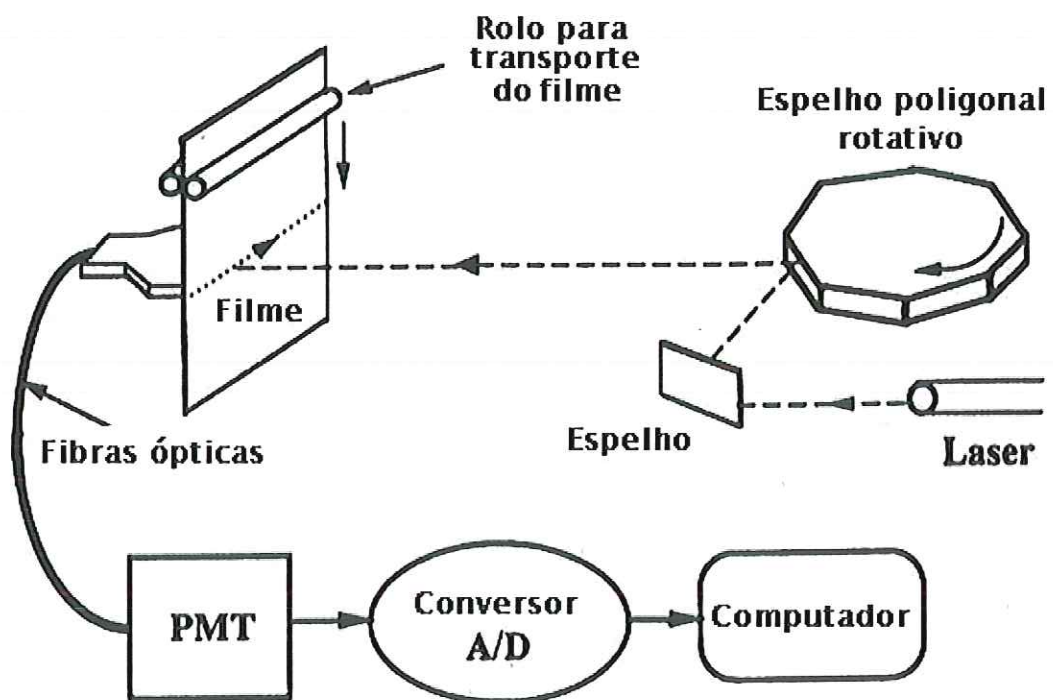 Rolo para
transporte
do filme
Espelho poligonal
rotativo
Filme
Fibras ópticas
Espelho
Laser
PMT
Conversor
A/D
Computador